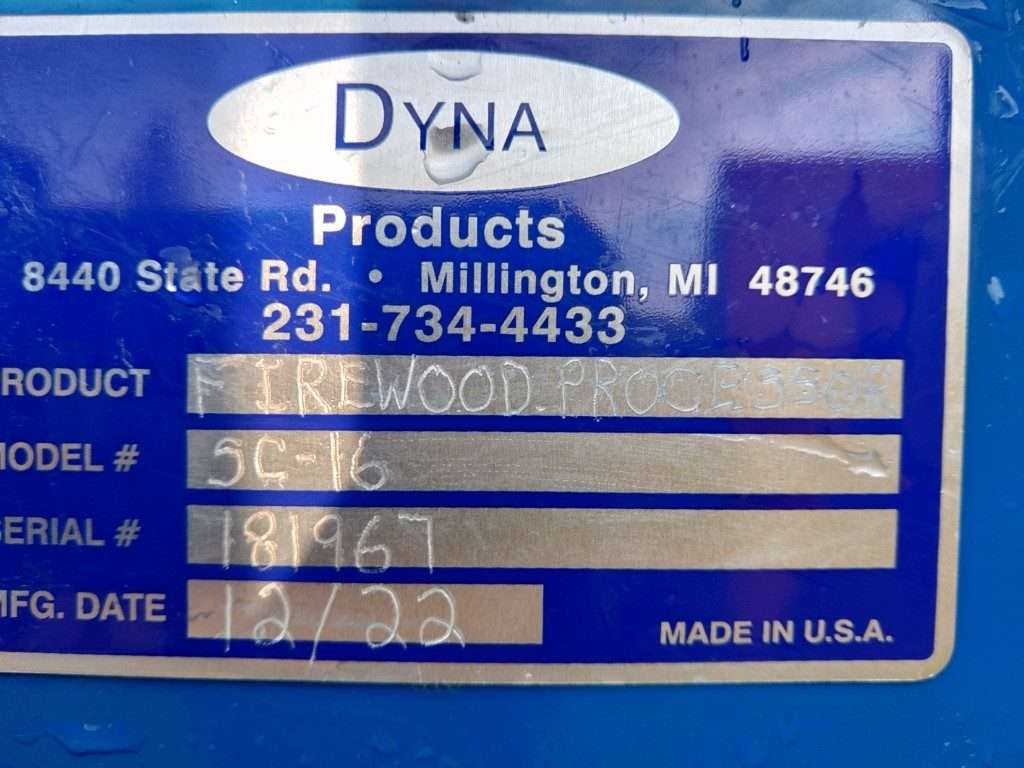 DYNA
Products
8440 State Rd. • Millington, MI 48746
231-734-4433
RODUCT FIREWOOD PROCESSOR
ODEL # SC-16
ERIAL # 181967
MFG. DATE 12/22
MADE IN U.S.A.